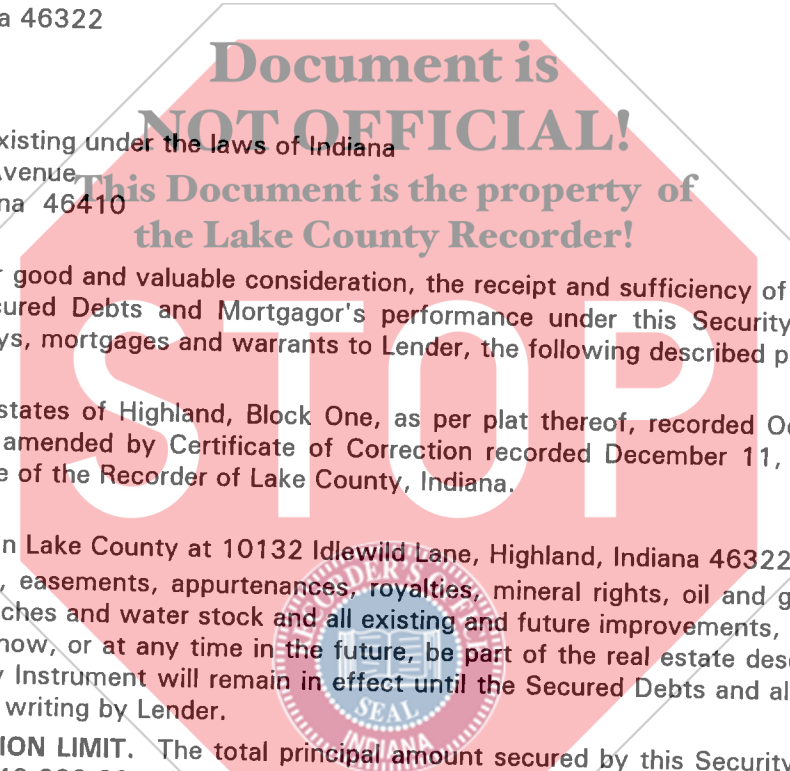 a 46322
Document is
NOT OFFICIAL!
xisting under the laws of Indiana
Avenue
This Document is the property of
na 46410
the Lake County Recorder!
r good and valuable consideration, the receipt and sufficiency of
cured Debts and Mortgagor's performance under this Security
ys, mortgages and warrants to Lender, the following described p
STOP
states of Highland, Block One, as per plat thereof, recorded Oc
amended by Certificate of Correction recorded December 11,
e of the Recorder of Lake County, Indiana.
n Lake County at 10132 Idlewild Lane, Highland, Indiana 46322
, easements, appurtenances, royalties, mineral rights, oil and g
ches and water stock and all existing and future improvements,
now, or at any time in the future, be part of the real estate desc
y Instrument will remain in effect until the Secured Debts and al
writing by Lender.
SEAL
INDIANA
ION LIMIT. The total principal amount secured by this Security